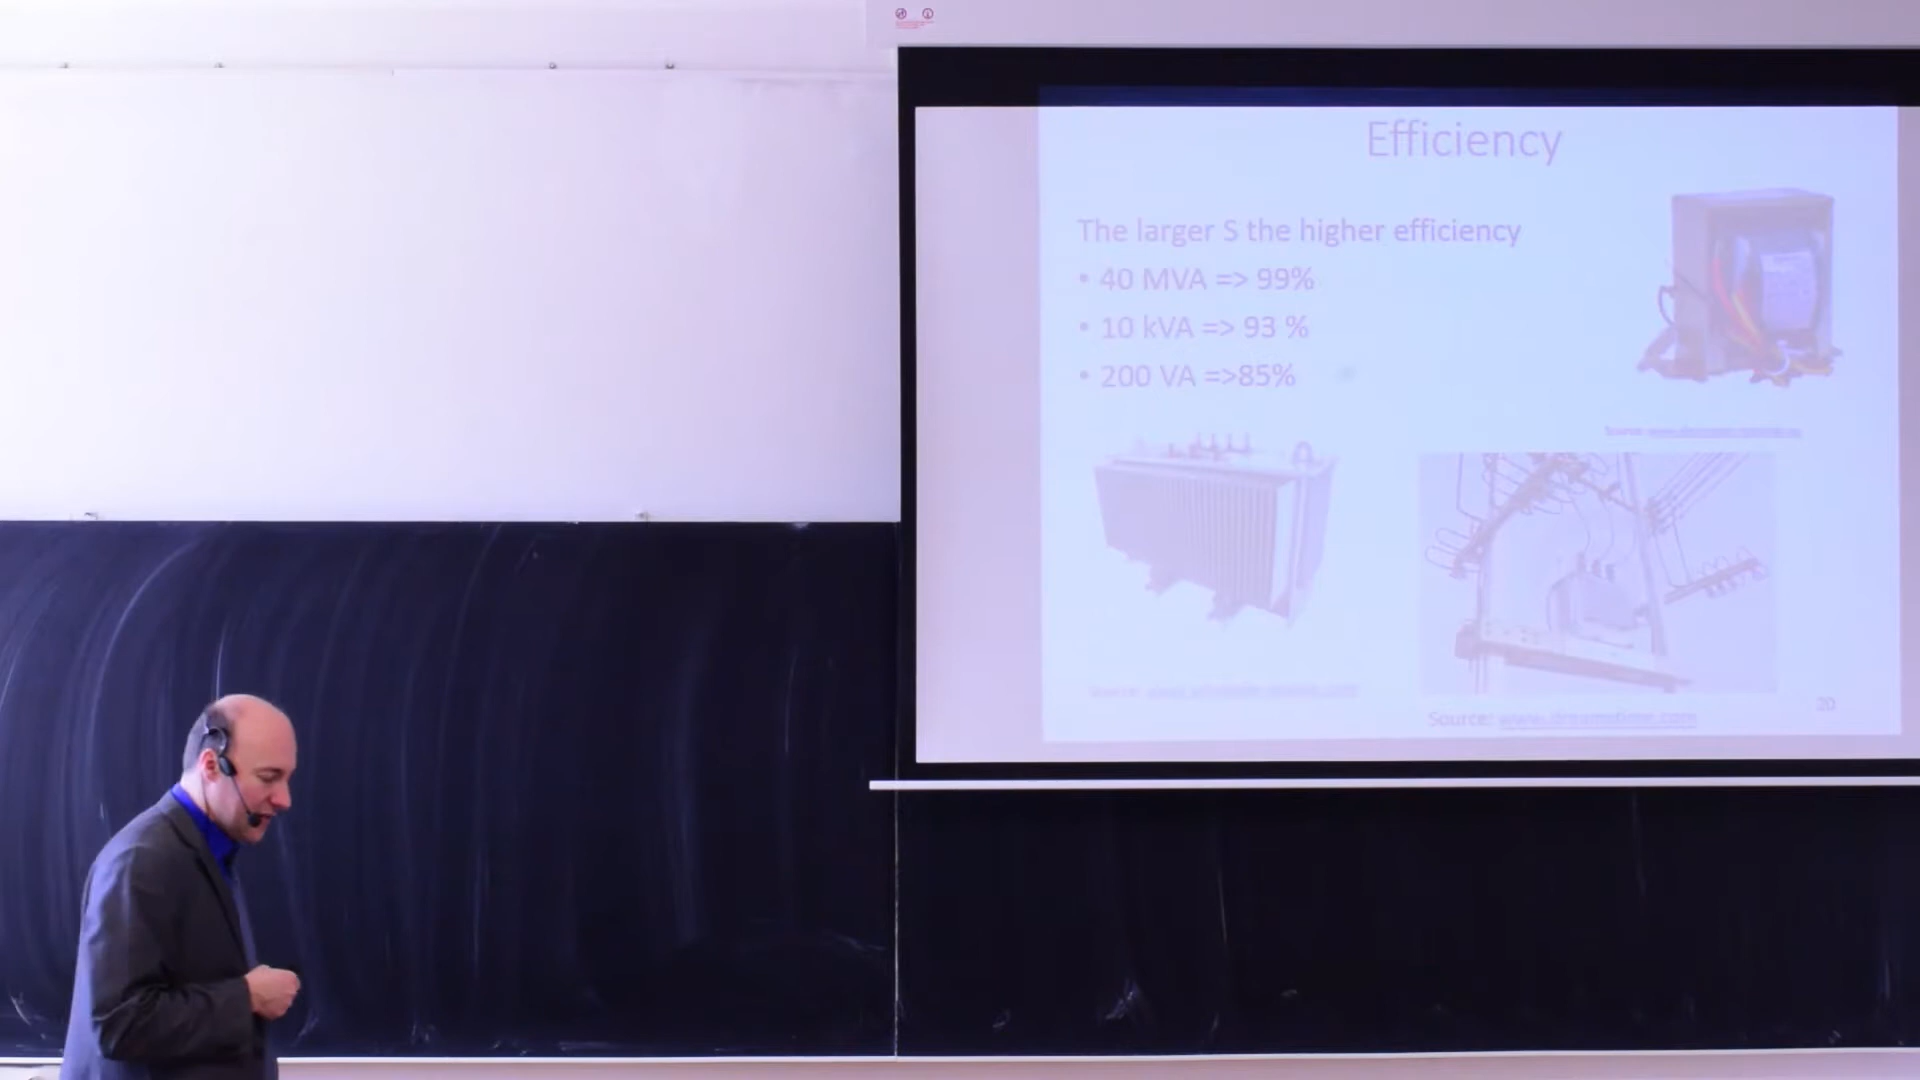 Efficiency
The larger S the higher efficiency
• 40 MVA => 99%
• 10 kVA => 93 %
• 200 VA =>85%
Source:
Source: www.dreamstime.com
20